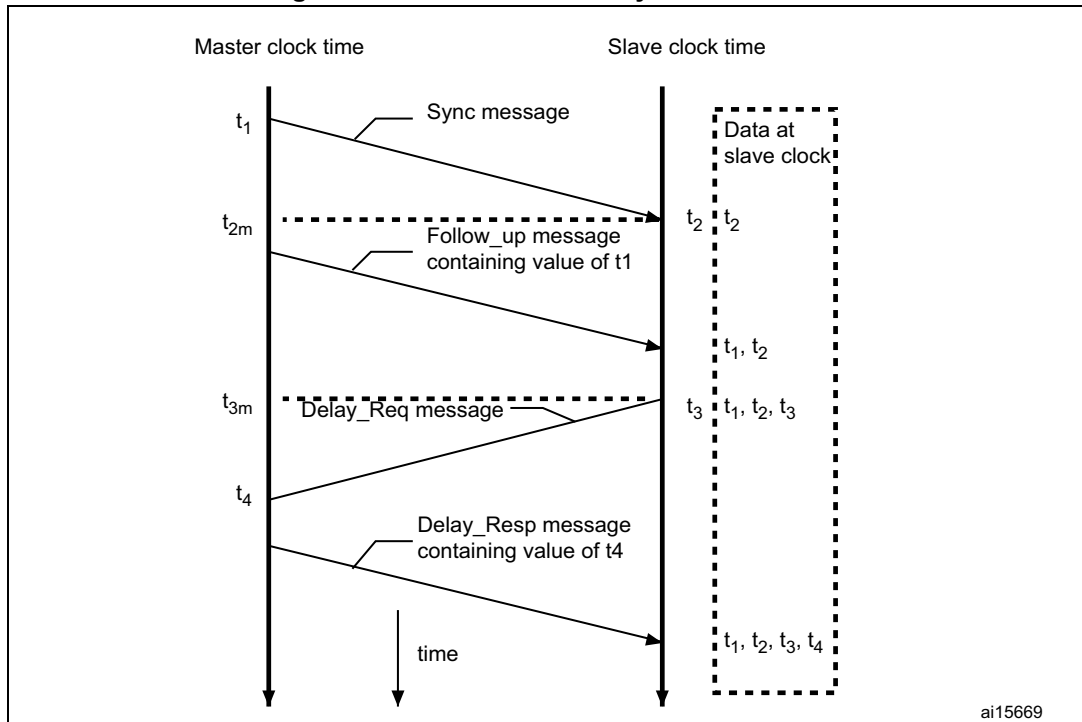 Master clock time
Slave clock time
t1
Sync message
Data at
slave clock
t2m
t2
t2
Follow_up message
containing value of t1
t1, t2
t3m
Delay_Req message
t3
t1, t2, t3
t4
Delay_Resp message
containing value of t4
t1, t2, t3, t4
time
ai15669